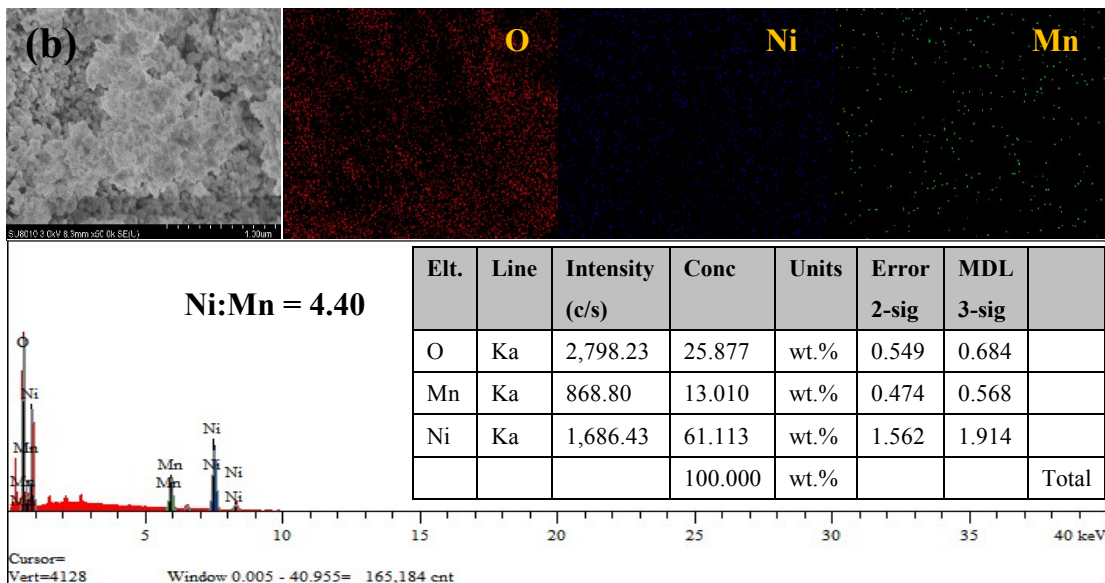 (b)
O
Ni
Mn
SU8010 3.0kV 8.3mm x50.0k SE(U)
1.00um
Ni:Mn = 4.40
Elt. Line Intensity (c/s) Conc Units Error 2-sig MDL 3-sig
O Ka 2,798.23 25.877 wt.% 0.549 0.684
Mn Ka 868.80 13.010 wt.% 0.474 0.568
Ni Ka 1,686.43 61.113 wt.% 1.562 1.914
100.000 wt.% Total
O
Ni
Mn
Mn
Mn
Mn
Ni
Ni
Ni
Ni
5 10 15 20 25 30 35 40 keV
Cursor=
Vert=4128 Window 0.005 - 40.955= 165,184 cnt